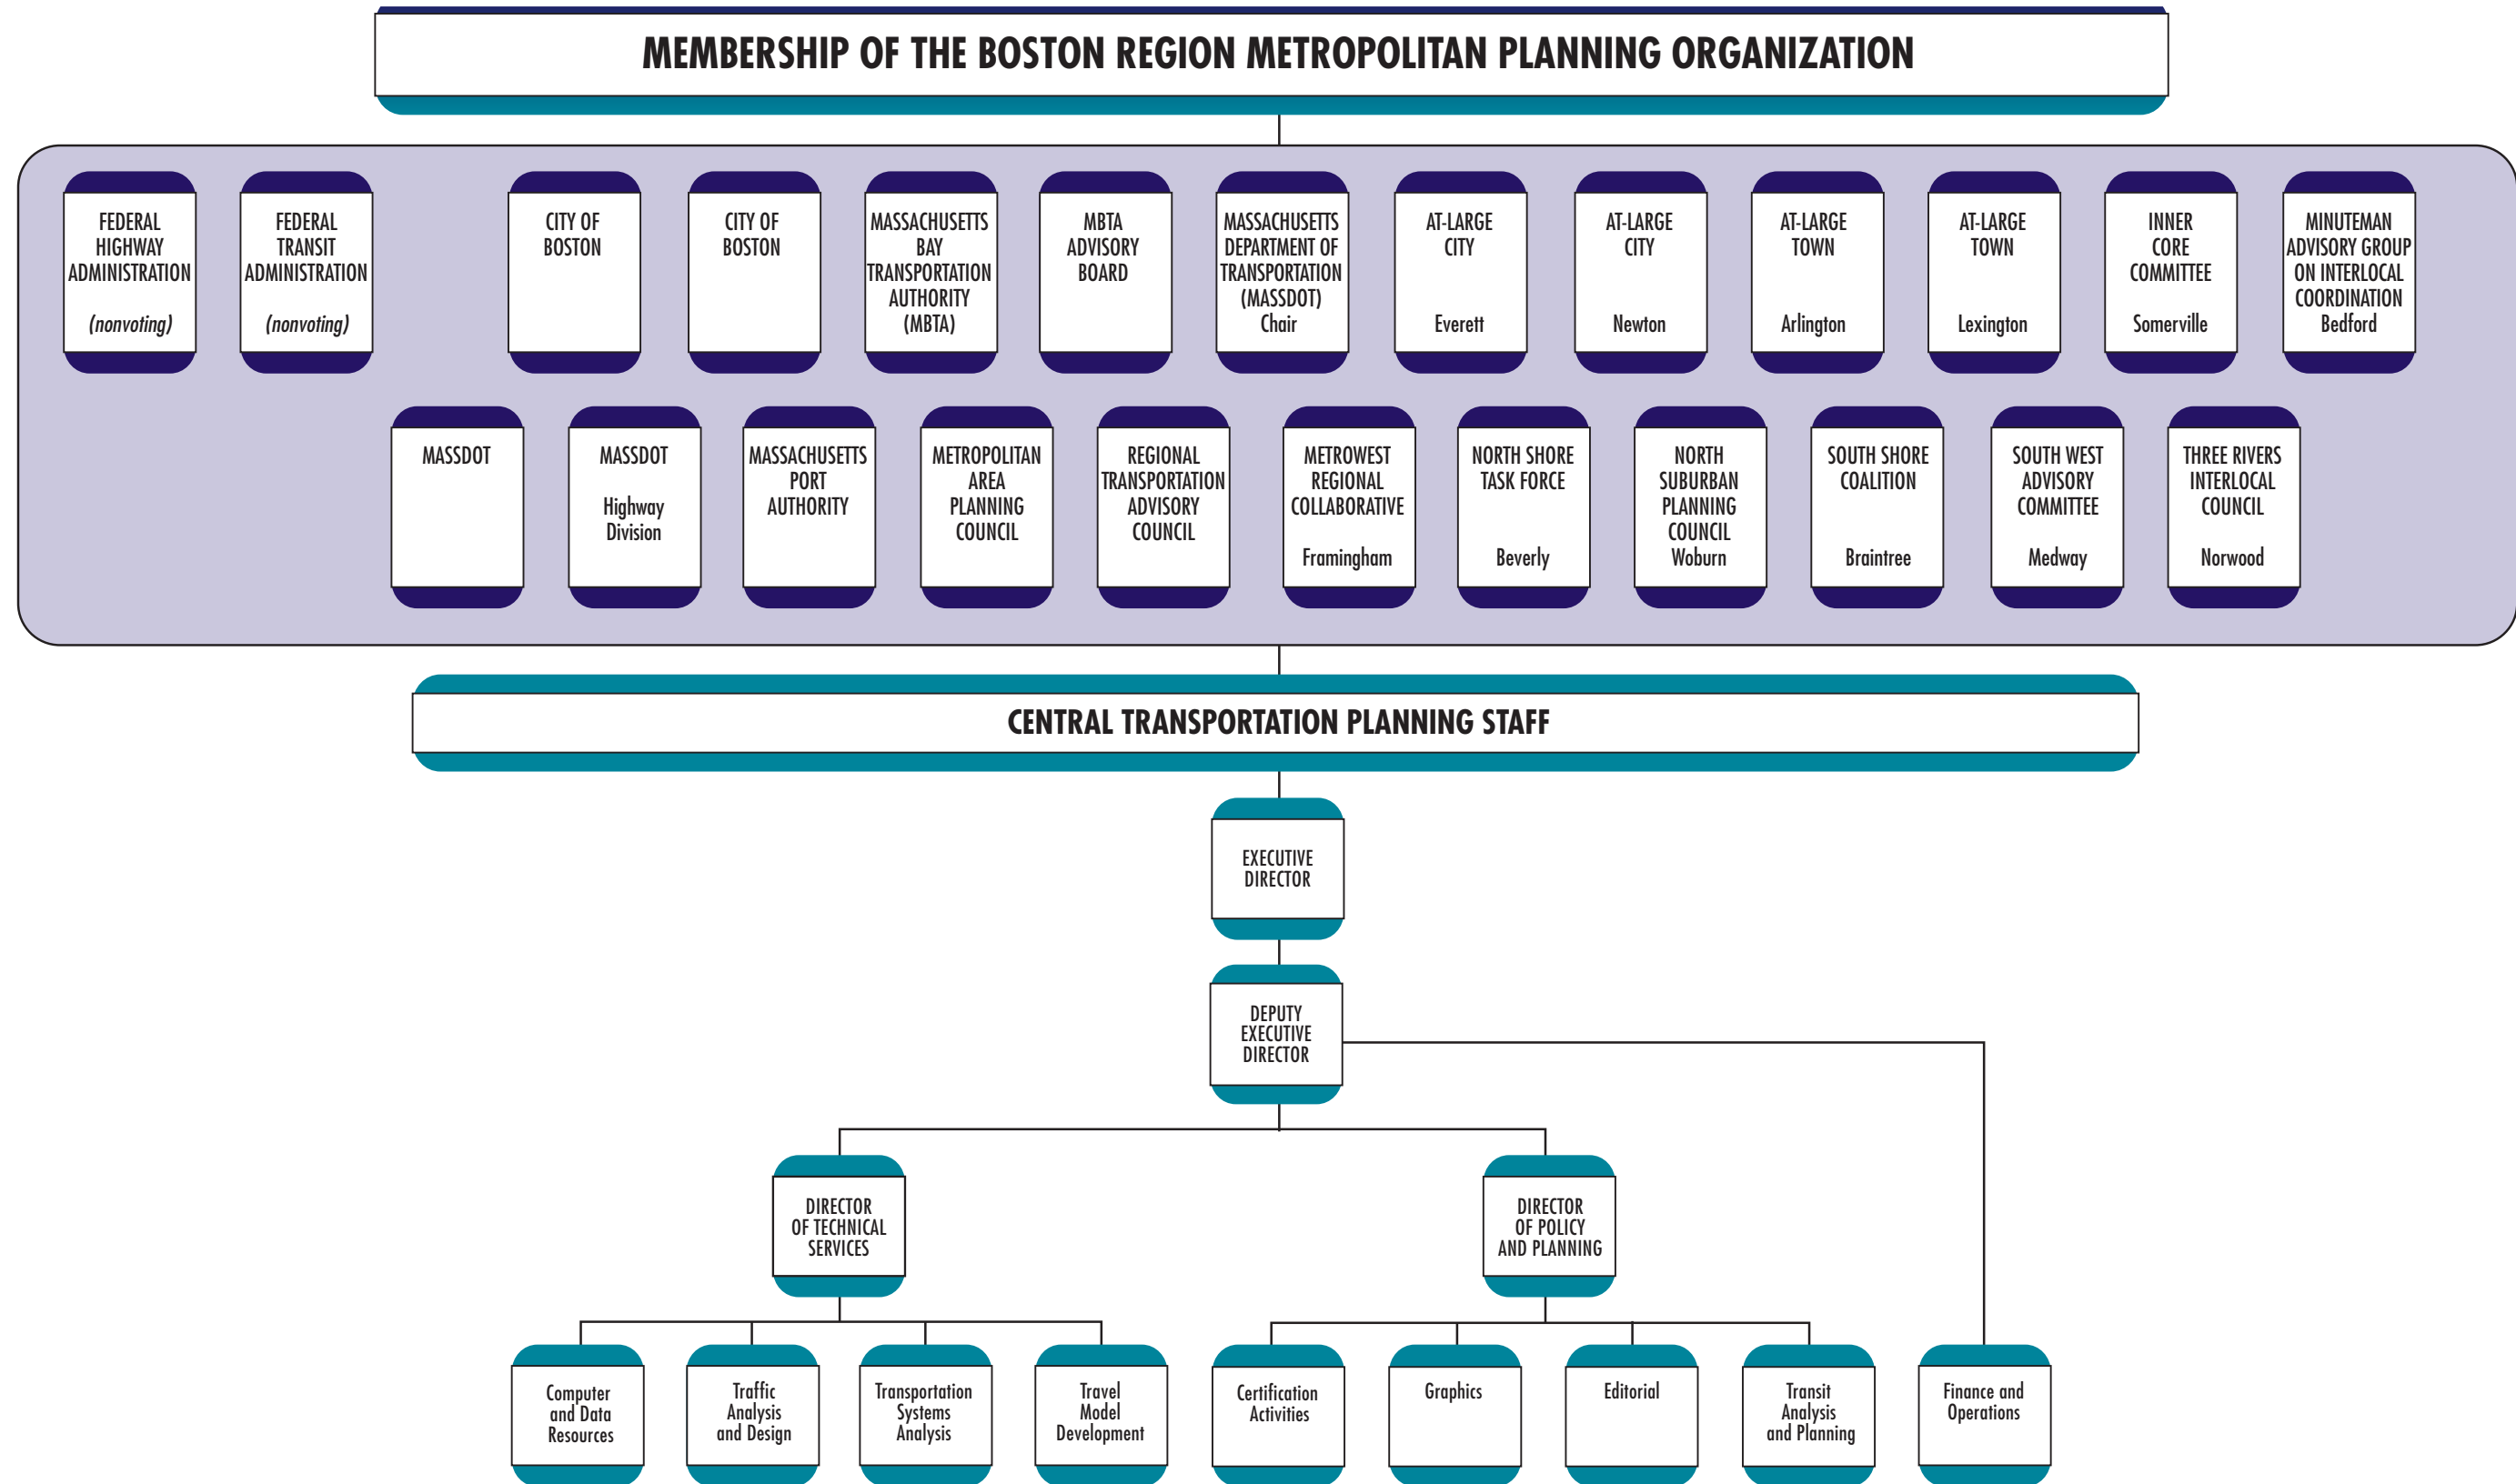 MEMBERSHIP OF THE BOSTON REGION METROPOLITAN PLANNING ORGANIZATION
FEDERAL
HIGHWAY
ADMINISTRATION
(nonvoting)
FEDERAL
TRANSIT
ADMINISTRATION
(nonvoting)
CITY OF
BOSTON
CITY OF
BOSTON
MASSACHUSETTS
BAY
TRANSPORTATION
AUTHORITY
(MBTA)
MBTA
ADVISORY
BOARD
MASSACHUSETTS
DEPARTMENT OF
TRANSPORTATION
(MASSDOT)
Chair
AT-LARGE
CITY
Everett
AT-LARGE
CITY
Newton
AT-LARGE
TOWN
Arlington
AT-LARGE
TOWN
Lexington
INNER
CORE
COMMITTEE
Somerville
MINUTEMAN
ADVISORY GROUP
ON INTERLOCAL
COORDINATION
Bedford
MASSDOT
MASSDOT
Highway
Division
MASSACHUSETTS
PORT
AUTHORITY
METROPOLITAN
AREA
PLANNING
COUNCIL
REGIONAL
TRANSPORTATION
ADVISORY
COUNCIL
METROWEST
REGIONAL
COLLABORATIVE
Framingham
NORTH SHORE
TASK FORCE
Beverly
NORTH
SUBURBAN
PLANNING
COUNCIL
Woburn
SOUTH SHORE
COALITION
Braintree
SOUTH WEST
ADVISORY
COMMITTEE
Medway
THREE RIVERS
INTERLOCAL
COUNCIL
Norwood
CENTRAL TRANSPORTATION PLANNING STAFF
EXECUTIVE
DIRECTOR
DEPUTY
EXECUTIVE
DIRECTOR
DIRECTOR
OF TECHNICAL
SERVICES
DIRECTOR
OF POLICY
AND PLANNING
Computer
and Data
Resources
Traffic
Analysis
and Design
Transportation
Systems
Analysis
Travel
Model
Development
Certification
Activities
Graphics
Editorial
Transit
Analysis
and Planning
Finance and
Operations